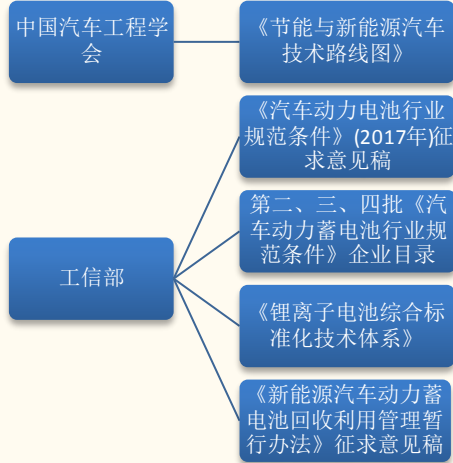 中国汽车工程学
会
《节能与新能源汽车
技术路线图》
《汽车动力电池行业
规范条件》(2017年)征
求意见稿
第二、三、四批《汽
车动力蓄电池行业规
范条件》企业目录
工信部
《锂离子电池综合标
准化技术体系》
《新能源汽车动力蓄
电池回收利用管理暂
行办法》征求意见稿